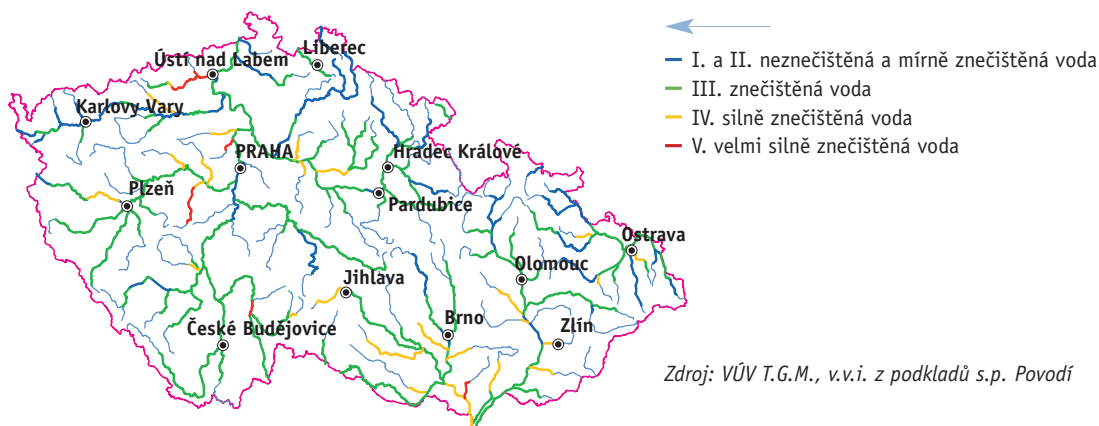 Liberec
Ústí nad Labem
Karlovy Vary
PRAHA
Hradec Králové
Plzeň
Pardubice
Ostrava
Olomouc
Jihlava
Brno
Zlín
České Budějovice
I. a II. neznečištěná a mírně znečištěná voda
III. znečištěná voda
IV. silně znečištěná voda
V. velmi silně znečištěná voda
Zdroj: VÚV T.G.M., v.v.i. z podkladů s.p. Povodí